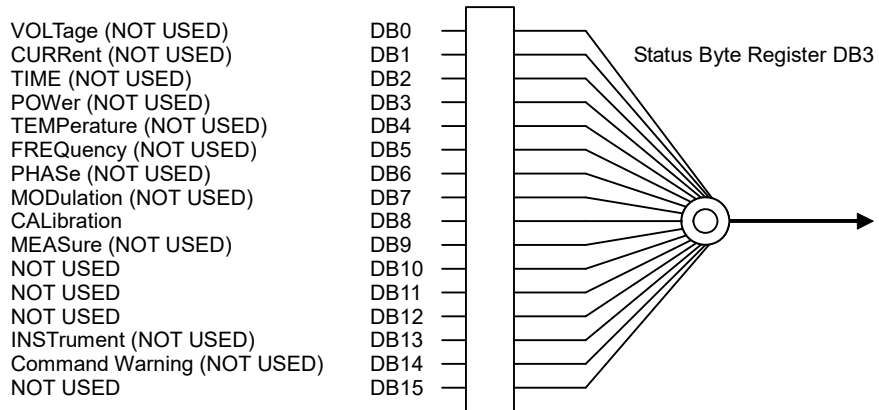 VOLTage (NOT USED) DB0
CURRent (NOT USED) DB1 Status Byte Register DB3
TIME (NOT USED) DB2
POWer (NOT USED) DB3
TEMPerature (NOT USED) DB4
FREQuency (NOT USED) DB5
PHASe (NOT USED) DB6
MODulation (NOT USED) DB7
CALibration DB8
MEASure (NOT USED) DB9
NOT USED DB10
NOT USED DB11
NOT USED DB12
INSTrument (NOT USED) DB13
Command Warning (NOT USED) DB14
NOT USED DB15